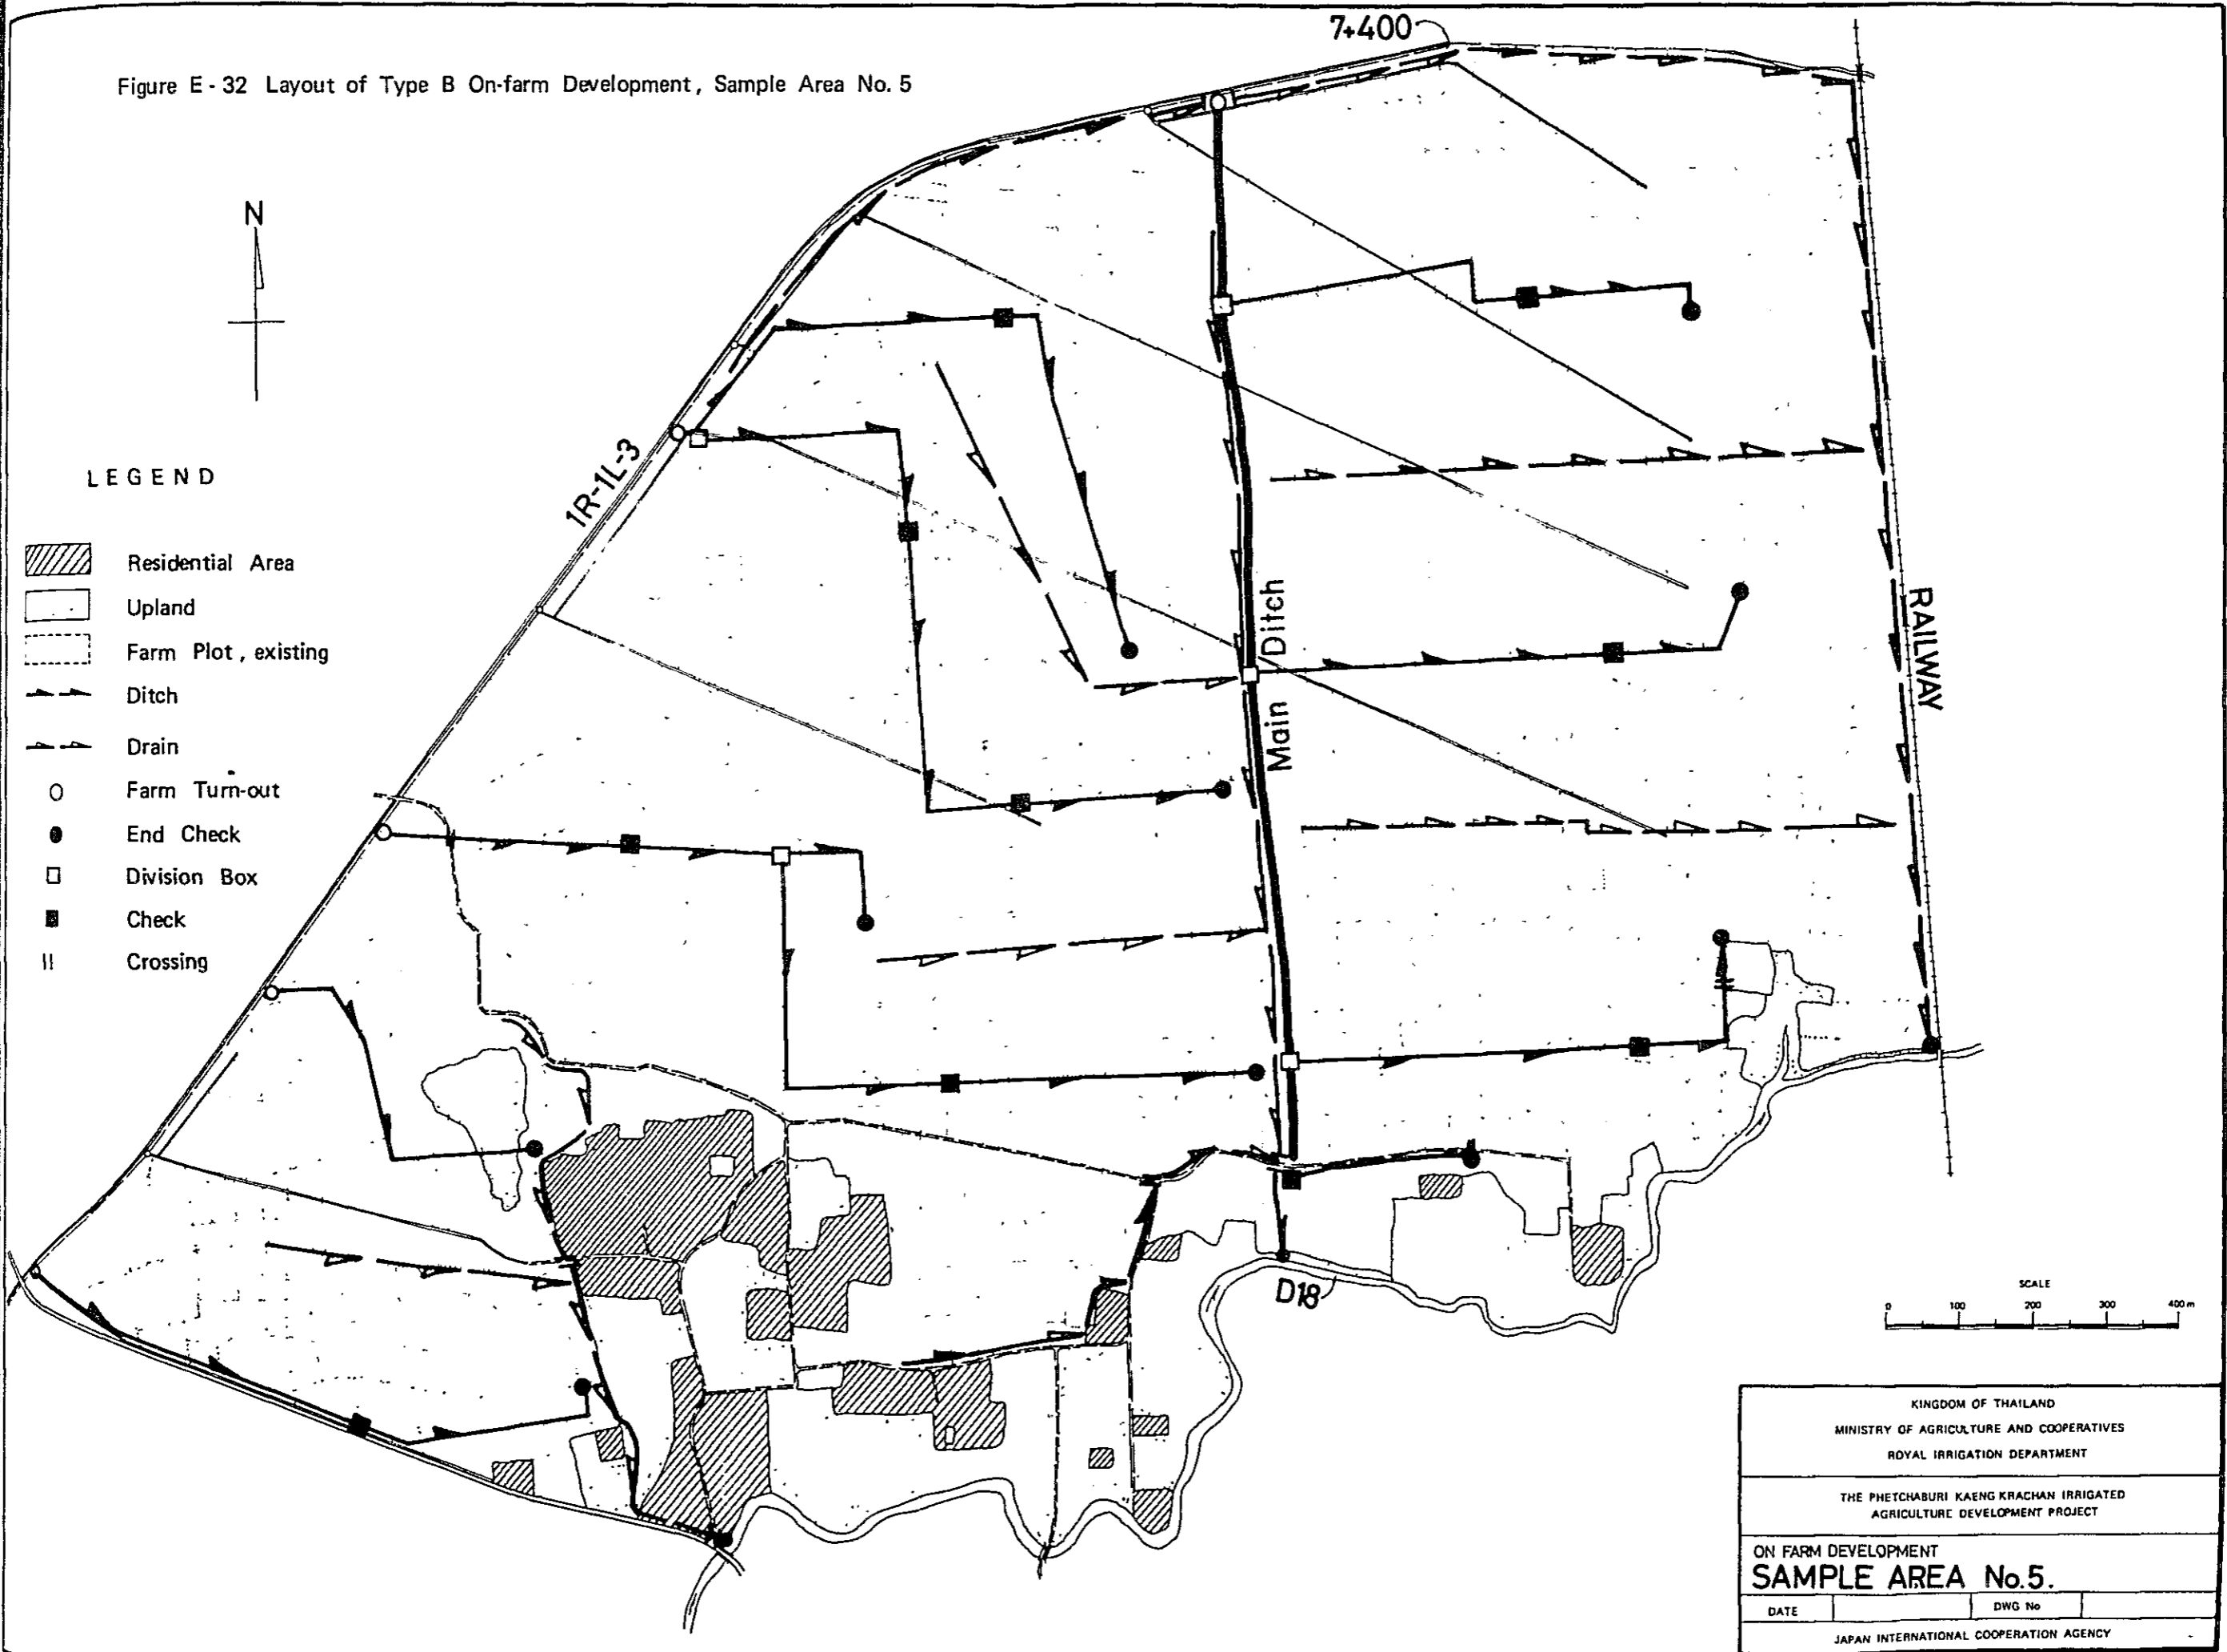 7+400
Figure E-32 Layout of Type B On-farm Development, Sample Area No. 5
N
1R-1L-3
LEGEND
Residential Area
Upland
Farm Plot, existing
Ditch
Drain
Farm Turn-out
End Check
Division Box
Check
Crossing
Main Ditch
RAILWAY
D18
SCALE
0 100 200 300 400 m
KINGDOM OF THAILAND
MINISTRY OF AGRICULTURE AND COOPERATIVES
ROYAL IRRIGATION DEPARTMENT
THE PHETCHABURI KAENG KRACHAN IRRIGATED
AGRICULTURE DEVELOPMENT PROJECT
ON FARM DEVELOPMENT
SAMPLE AREA No.5.
DATE DWG No
JAPAN INTERNATIONAL COOPERATION AGENCY